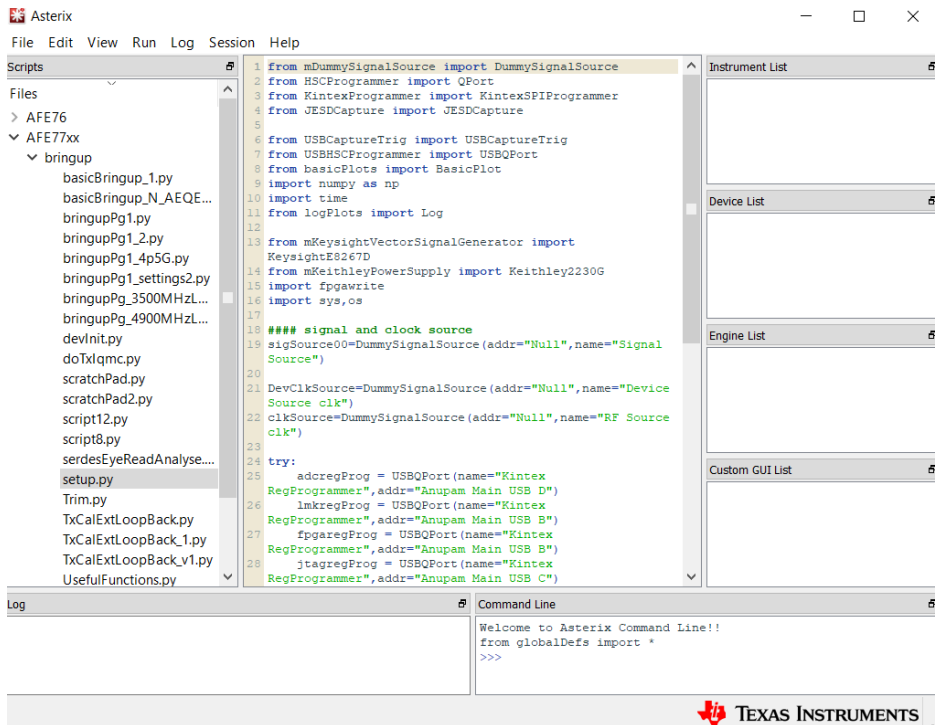 Asterix
File Edit View Run Log Session Help
Scripts
Files
AFE76
AFE77xx
bringup
basicBringup_1.py
basicBringup_N_AEQE...
bringupPg1.py
bringupPg1_2.py
bringupPg1_4p5G.py
bringupPg1_settings2.py
bringupPg_3500MHzL...
bringupPg_4900MHzL...
devInit.py
doTxIqmc.py
scratchPad.py
scratchPad2.py
script12.py
script8.py
serdesEyeReadAnalyse....
setup.py
Trim.py
TxCalExtLoopBack.py
TxCalExtLoopBack_1.py
TxCalExtLoopBack_v1.py
UsefulFunctions.py
1 from mDummySignalSource import DummySignalSource
2 from HSCProgrammer import QPort
3 from KintexProgrammer import KintexSPIProgrammer
4 from JESDCapture import JESDCapture
5
6 from USBCaptureTrig import USBCaptureTrig
7 from USBHSCProgrammer import USBQPort
8 from basicPlots import BasicPlot
9 import numpy as np
10 import time
11 from logPlots import Log
12
13 from mKeysightVectorSignalGenerator import
KeysightE8267D
14 from mKeithleyPowerSupply import Keithley2230G
15 import fpgawrite
16 import sys,os
17
18 #### signal and clock source
19 sigSource00=DummySignalSource(addr="Null",name="Signal
Source")
20
21 DevClkSource=DummySignalSource(addr="Null",name="Device
Source clk")
22 clkSource=DummySignalSource(addr="Null",name="RF Source
clk")
23
24 try:
25 adcregProg = USBQPort(name="Kintex
RegProgrammer",addr="Anupam Main USB D")
26 lmkregProg = USBQPort(name="Kintex
RegProgrammer",addr="Anupam Main USB B")
27 fpgaregProg = USBQPort(name="Kintex
RegProgrammer",addr="Anupam Main USB B")
28 jtagregProg = USBQPort(name="Kintex
RegProgrammer",addr="Anupam Main USB C")
Instrument List
Device List
Engine List
Custom GUI List
Log
Command Line
Welcome to Asterix Command Line!!
from globalDefs import *
>>>
TEXAS INSTRUMENTS